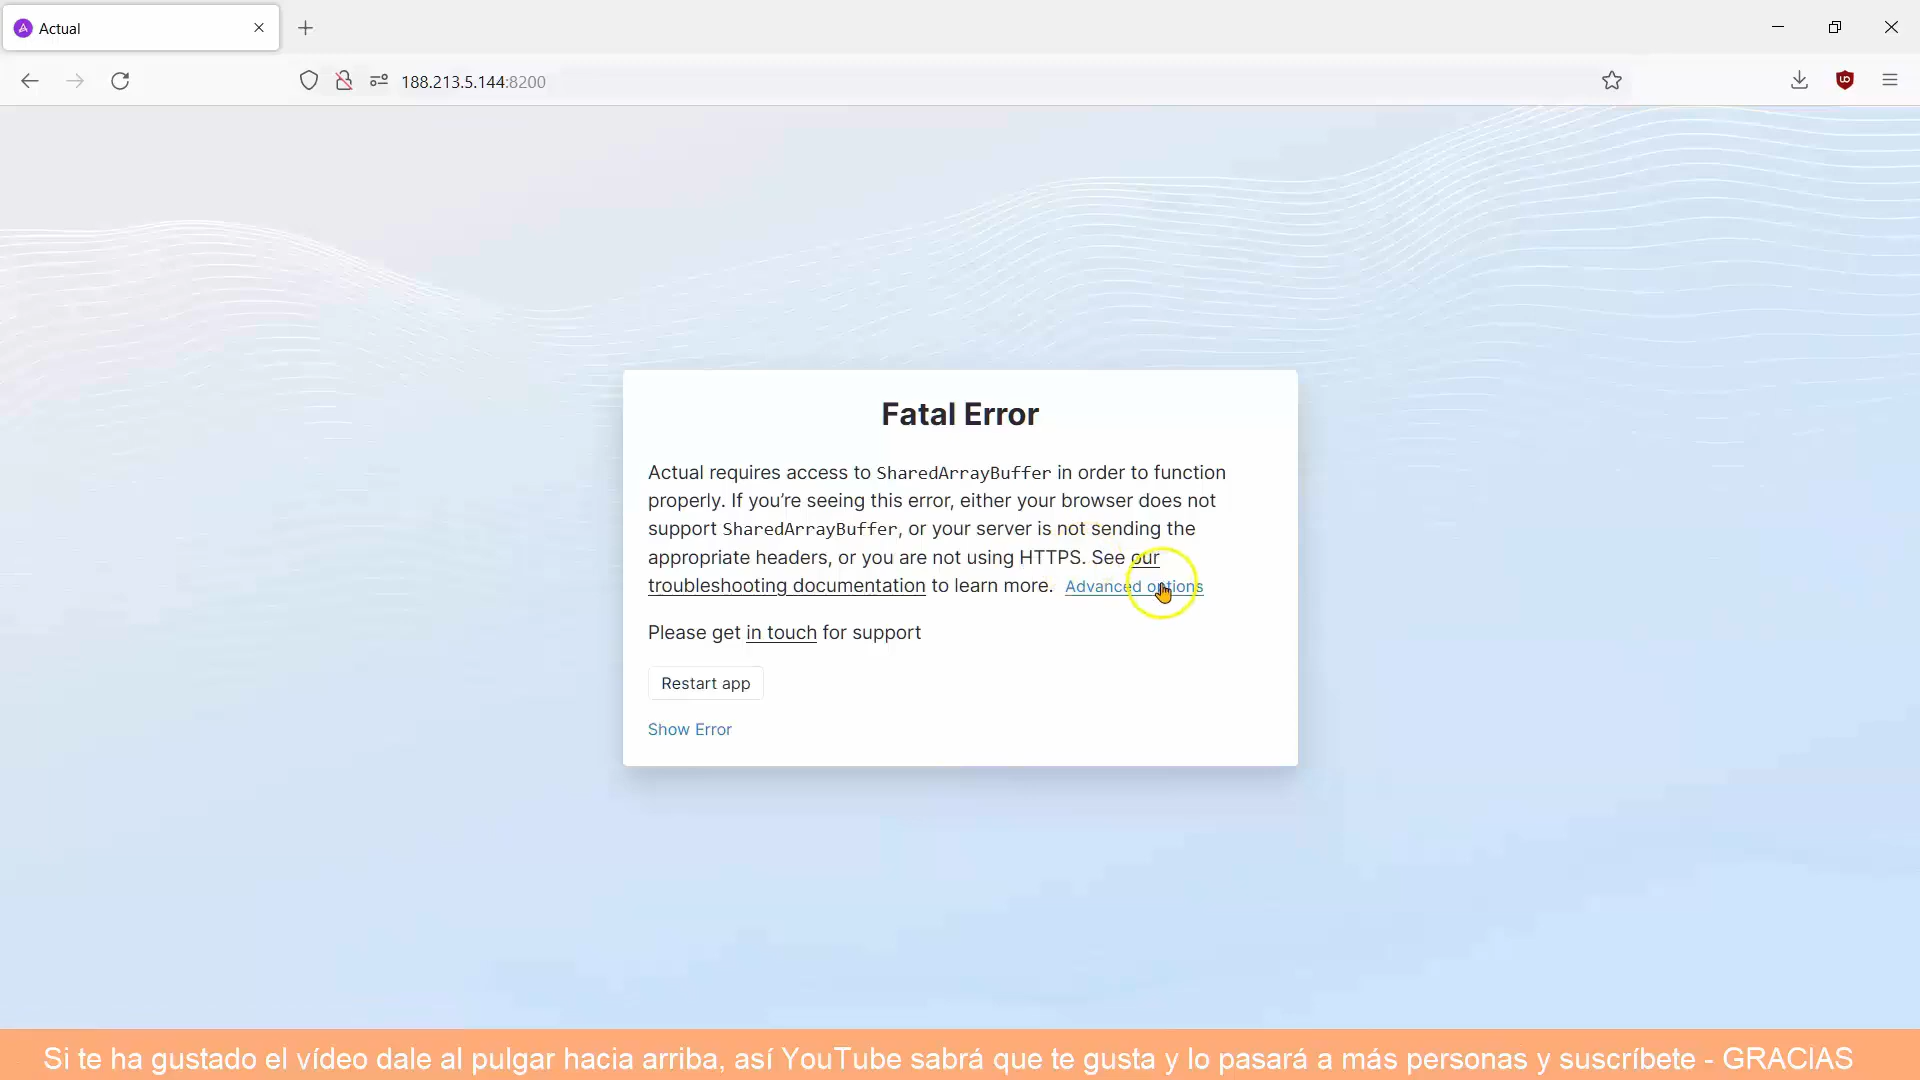 Actual
188.213.5.144:8200
Fatal Error
Actual requires access to SharedArrayBuffer in order to function
properly. If you’re seeing this error, either your browser does not
support SharedArrayBuffer, or your server is not sending the
appropriate headers, or you are not using HTTPS. See our
troubleshooting documentation to learn more. Advanced options
Please get in touch for support
Restart app
Show Error
Si te ha gustado el vídeo dale al pulgar hacia arriba, así YouTube sabrá que te gusta y lo pasará a más personas y suscríbete - GRACIAS